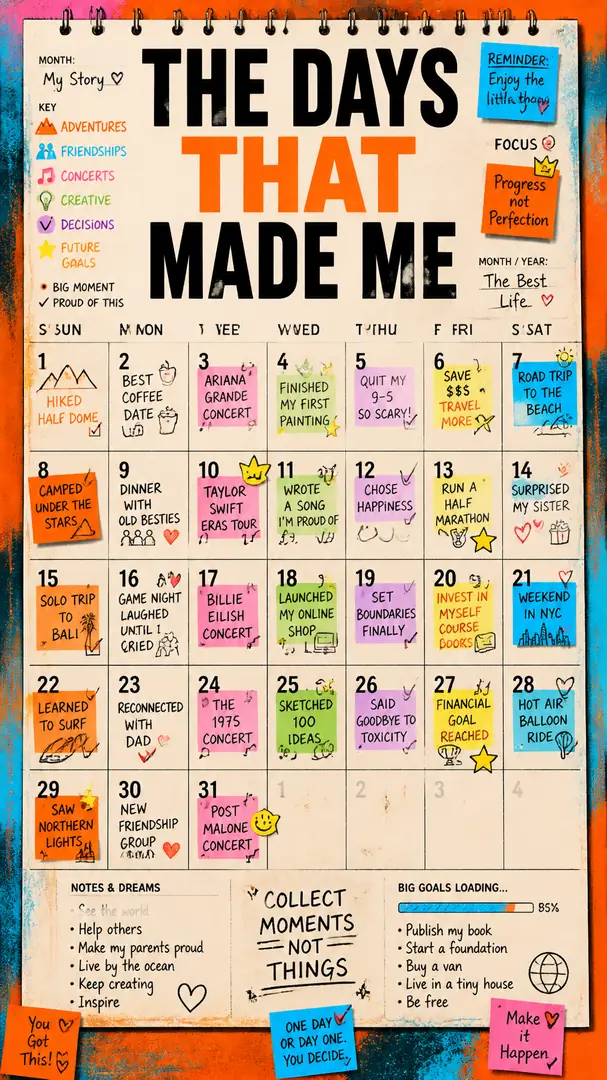 MONTH:
My Story
KEY
ADVENTURES
FRIENDSHIPS
CONCERTS
CREATIVE
DECISIONS
FUTURE
GOALS
BIG MOMENT
✓ PROUD OF THIS
THE DAYS
THAT
MADE ME
REMINDER:
Enjoy the
little
FOCUS
Progress
not
Perfection
MONTH / YEAR:
The Best
Life
SUN
WED
FRI
SAT
1
HIKED
HALF DOME
2
BEST
COFFEE
DATE
3
ARIANA
GRANDE
CONCERT
4
FINISHED
MY FIRST
PAINTING
5
QUIT MY
9-5
SO SCARY!
6
SAVE
$$$
TRAVEL
MORE
7
ROAD TRIP
TO THE
BEACH
8
CAMPED
UNDER THE
STARS
9
DINNER
WITH
OLD BESTIES
10
TAYLOR
SWIFT
ERAS TOUR
11
WROTE
A SONG
I'M PROUD OF
12
CHOSE
HAPPINESS
13
RUN A
HALF
MARATHON
14
SURPRISED
MY SISTER
15
SOLO TRIP
TO
BALI
16
GAME NIGHT
LAUGHED
UNTIL I
CRIED
17
BILLIE
EILISH
CONCERT
18
LAUNCHED
MY ONLINE
SHOP
19
SET
BOUNDARIES
FINALLY
20
INVEST IN
MYSELF
COURSE
21
WEEKEND
IN NYC
22
LEARNED
TO SURF
23
RECONNECTED
WITH
DAD
24
THE
1975
CONCERT
25
SKETCHED
100
IDEAS
26
SAID
GOODBYE TO
TOXICITY
27
FINANCIAL
GOAL
REACHED
28
HOT AIR
BALLOON
RIDE
29
SAW
NORTHERN
LIGHTS
30
NEW
FRIENDSHIP
GROUP
31
POST
MALONE
CONCERT
1
2
3
4
NOTES & DREAMS
• See the world
• Help others
• Make my parents proud
• Live by the ocean
• Keep creating
• Inspire
COLLECT
MOMENTS
NOT
THINGS
BIG GOALS LOADING...
85%
• Publish my book
• Start a foundation
• Buy a van
• Live in a tiny house
• Be free
You
Got
This!
ONE DAY
OR DAY ONE.
YOU DECIDE.
Make
it
Happen